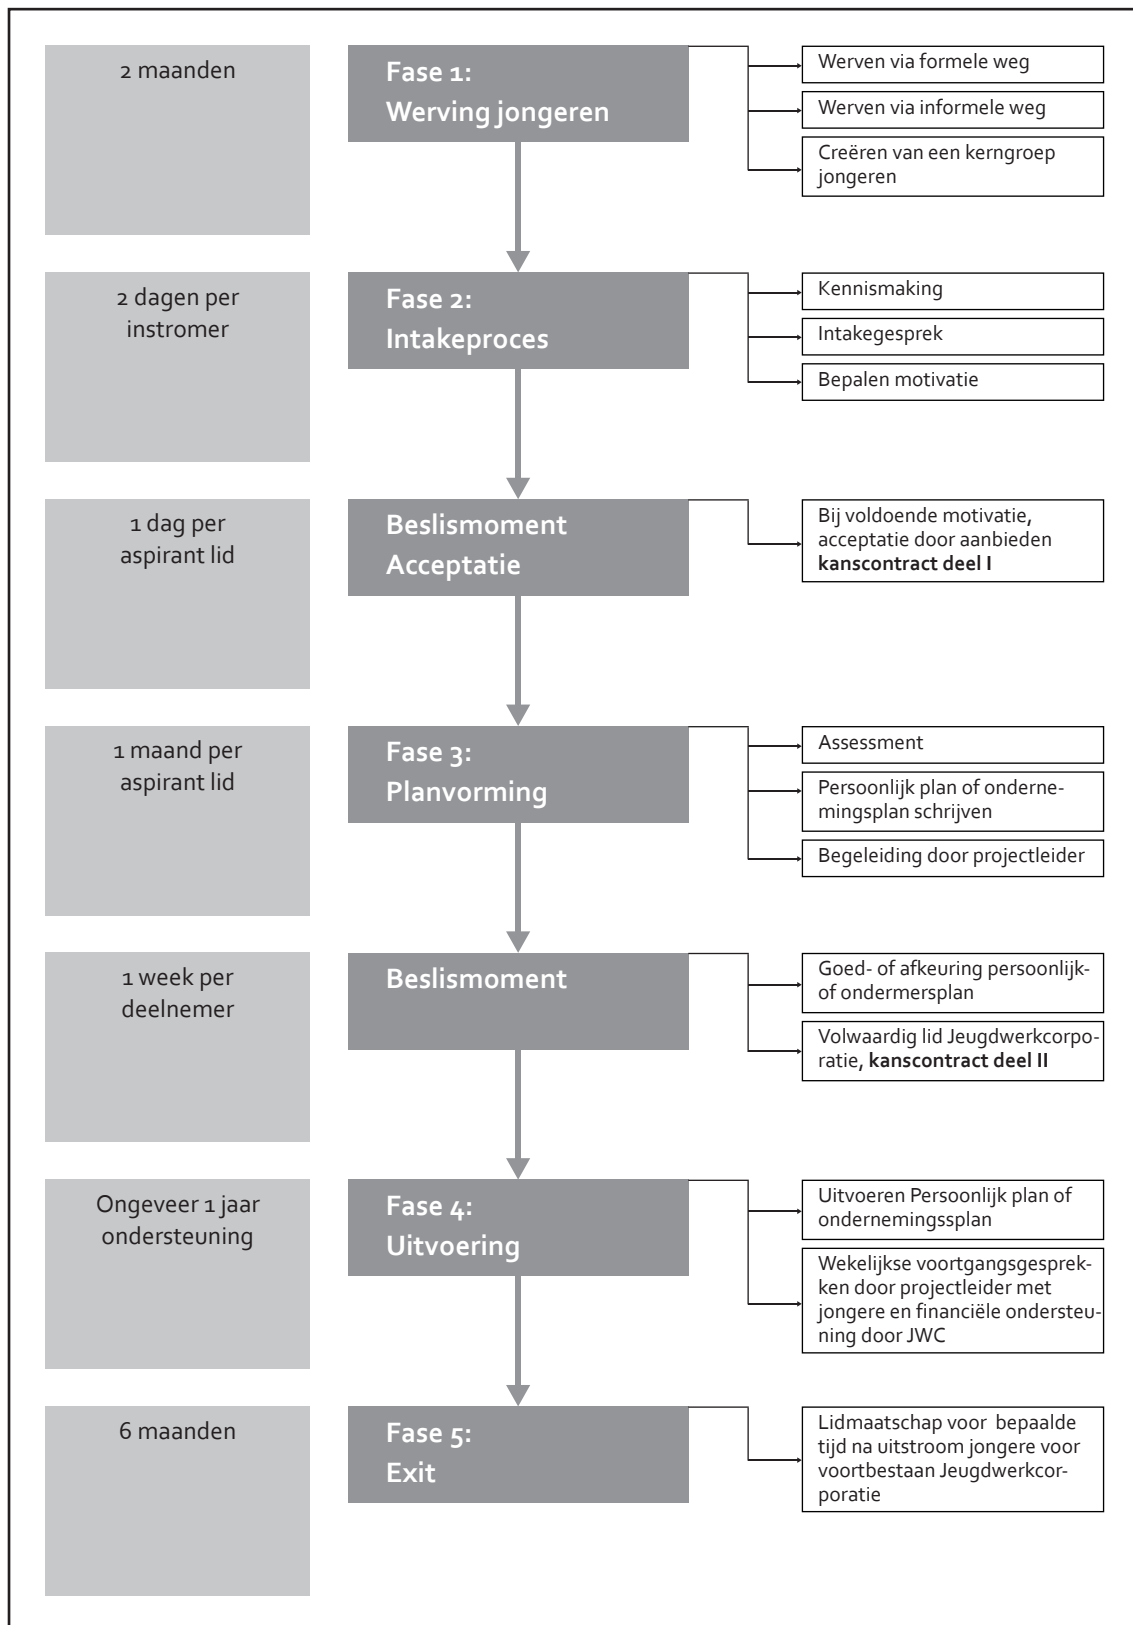 2 maanden
Fase 1:
Werving jongeren
Werven via formele weg
Werven via informele weg
Creëren van een kerngroep
jongeren
2 dagen per
instromer
Fase 2:
Intakeproces
Kennismaking
Intakegesprek
Bepalen motivatie
1 dag per
aspirant lid
Beslismoment
Acceptatie
Bij voldoende motivatie,
acceptatie door aanbieden
kanscontract deel I
1 maand per
aspirant lid
Fase 3:
Planvorming
Assessment
Persoonlijk plan of onderne-
mingsplan schrijven
Begeleiding door projectleider
1 week per
deelnemer
Beslismoment
Goed- of afkeuring persoonlijk-
of ondermersplan
Volwaardig lid Jeugdwerkcorpo-
ratie, kanscontract deel II
Ongeveer 1 jaar
ondersteuning
Fase 4:
Uitvoering
Uitvoeren Persoonlijk plan of
ondernemingssplan
Wekelijkse voortgangsgesprek-
ken door projectleider met
jongere en financiële ondersteu-
ning door JWC
6 maanden
Fase 5:
Exit
Lidmaatschap voor bepaalde
tijd na uitstroom jongere voor
voortbestaan Jeugdwerkcor-
poratie